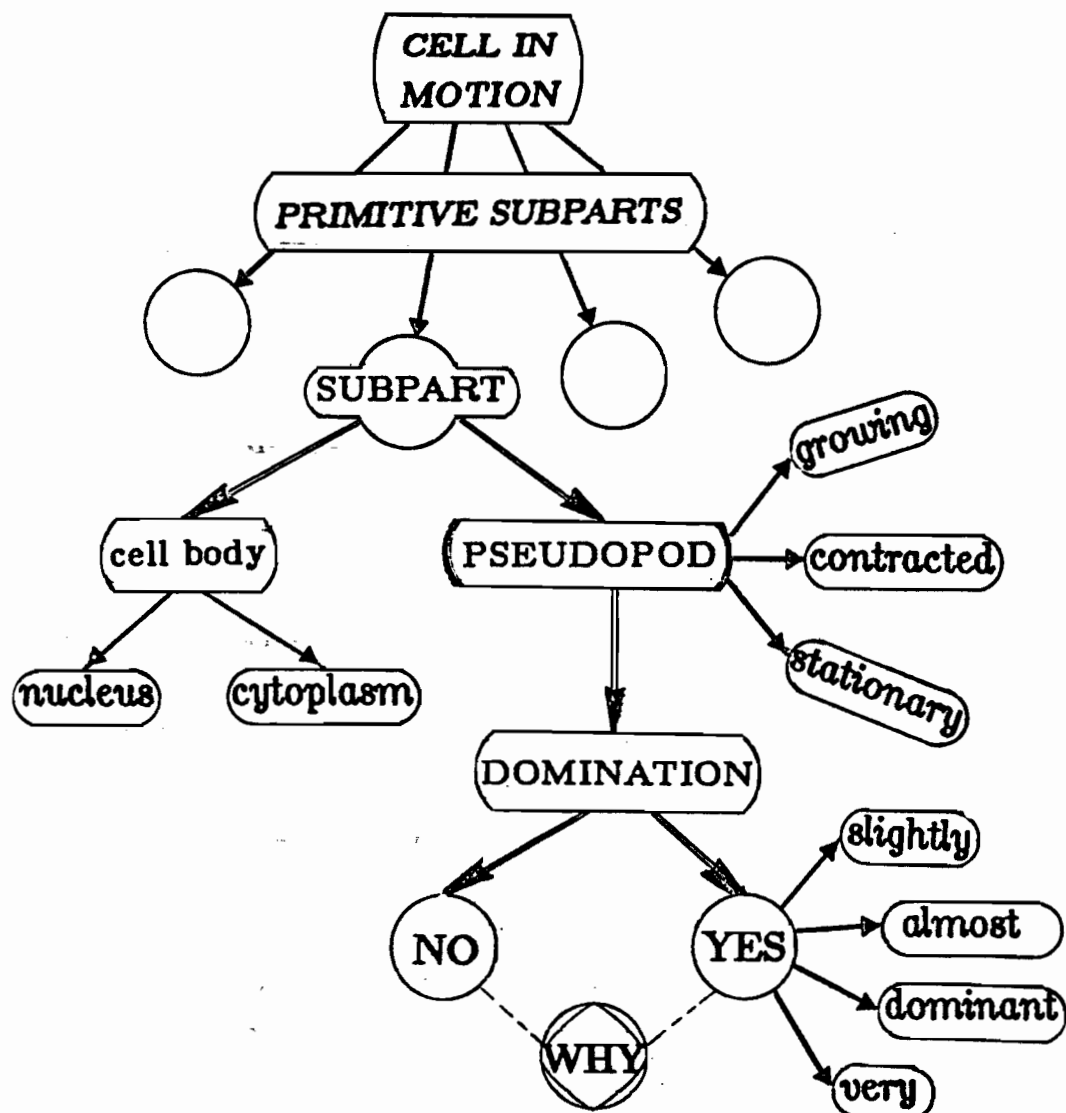 CELL IN
MOTION
PRIMITIVE SUBPARTS
SUBPART
growing
cell body
PSEUDOPOD
contracted
stationary
nucleus
cytoplasm
DOMINATION
slightly
NO
YES
almost
dominant
WHY
very